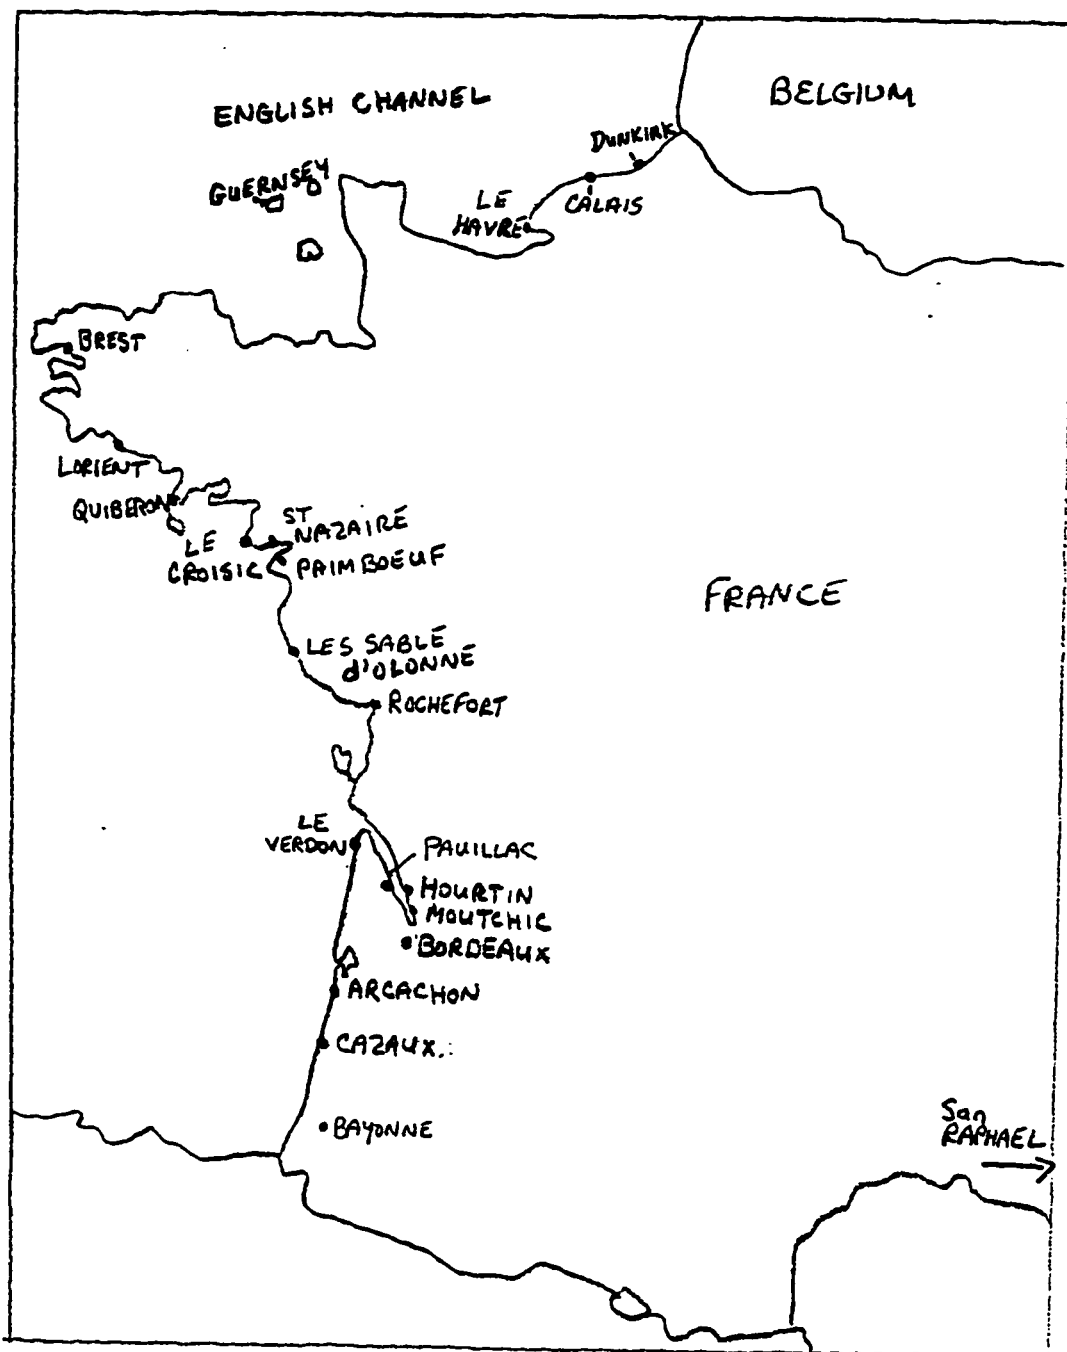 ENGLISH CHANNEL
BELGIUM
DUNKIRK
GUERNSEY
LE
HAVRE
CALAIS
BREST
LORIENT
QUIBERON
ST
NAZAIRE
LE
CROISIC
PAIMBOEUF
FRANCE
LES SABLE
d'OLONNE
ROCHEFORT
LE
VERDON
PAUILLAC
HOURTIN
MOUTCHIC
BORDEAUX
ARCACHON
CAZAUX
BAYONNE
San
RAPHAEL